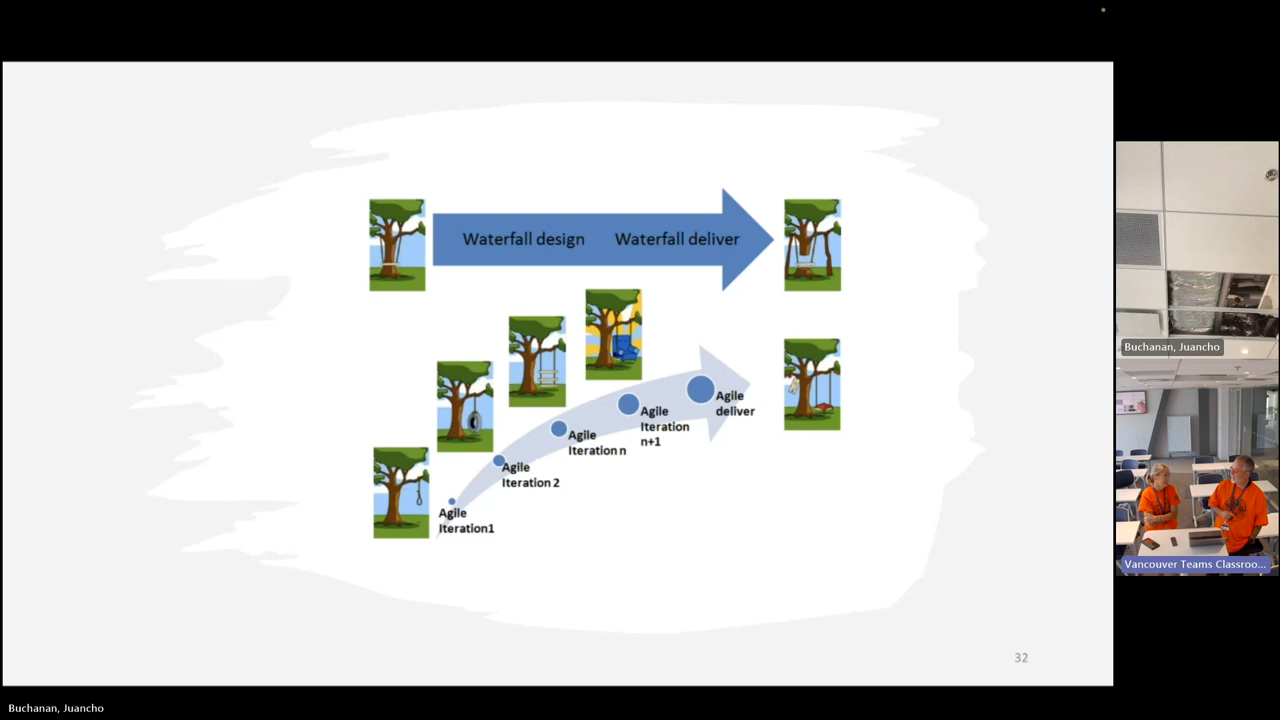 Waterfall design Waterfall deliver
Agile
Iteration1
Agile
Iteration 2
Agile
Iteration n
Agile
Iteration
n+1
Agile
deliver
32
Buchanan, Juancho
Vancouver Teams Classroo...
Buchanan, Juancho